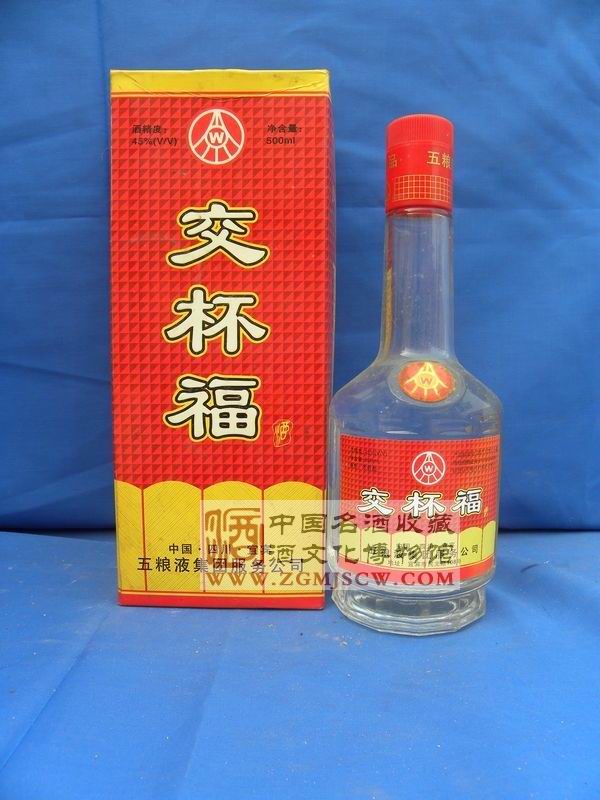 酒精度：
45%(V/V)
净含量：
500ml
W
交
杯
福
酒
中国·四川·宜宾
五粮液集团服务公司
品 五粮
W
W
交杯福
中国名酒收藏
酒文化博物馆
WWW.ZGMJSCW.COM